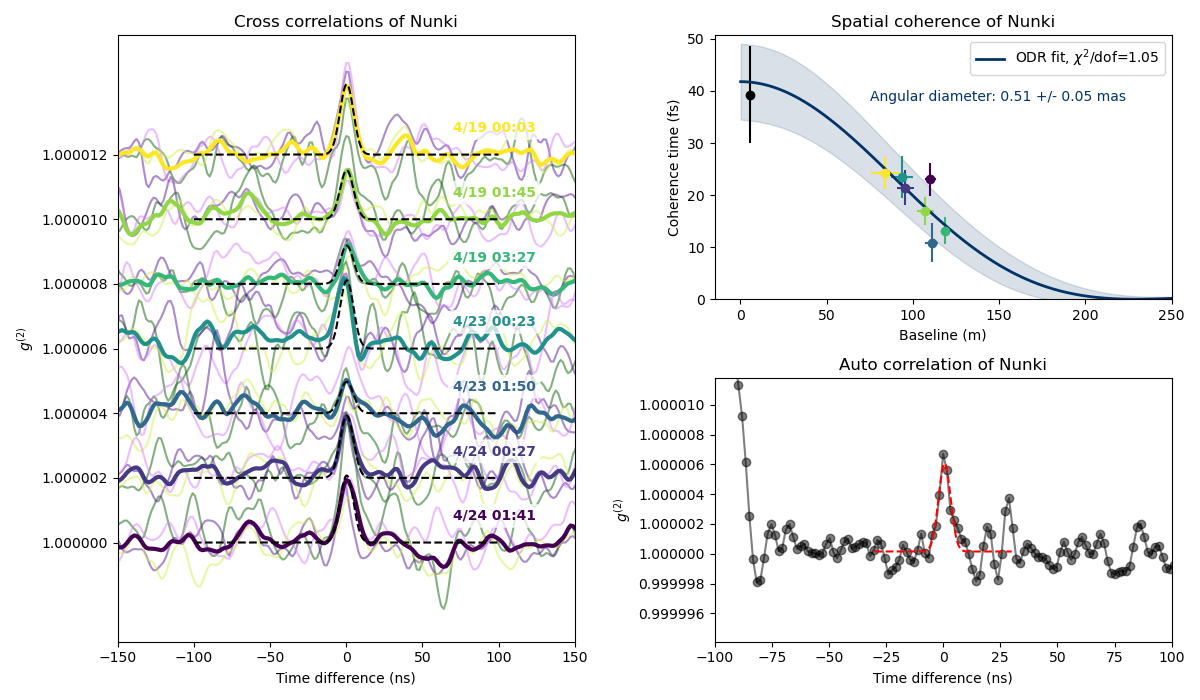 Cross correlations of Nunki
g(2)
1.000012
1.000010
1.000008
1.000006
1.000004
1.000002
1.000000
4/19 00:03
4/19 01:45
4/19 03:27
4/23 00:23
4/23 01:50
4/24 00:27
4/24 01:41
−150 −100 −50 0 50 100 150
Time difference (ns)
Spatial coherence of Nunki
Coherence time (fs)
50
40
30
20
10
0
ODR fit, χ²/dof=1.05
Angular diameter: 0.51 +/- 0.05 mas
0 50 100 150 200 250
Baseline (m)
Auto correlation of Nunki
g(2)
1.000010
1.000008
1.000006
1.000004
1.000002
1.000000
0.999998
0.999996
−100 −75 −50 −25 0 25 50 75 100
Time difference (ns)